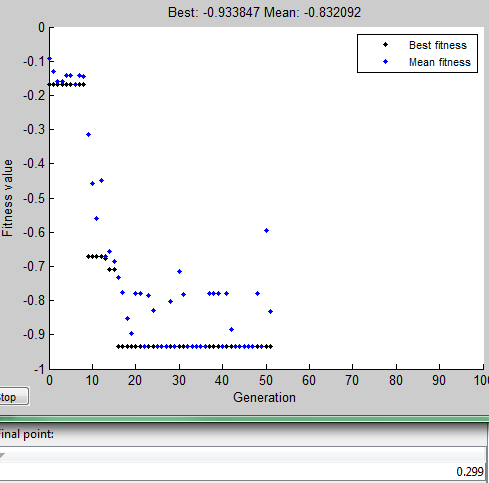 Best: -0.933847 Mean: -0.832092
0
-0.1
-0.2
-0.3
-0.4
-0.5
-0.6
-0.7
-0.8
-0.9
-1
Fitness value
Best fitness
Mean fitness
0 10 20 30 40 50 60 70 80 90 100
Generation
top
inal point:
0.299